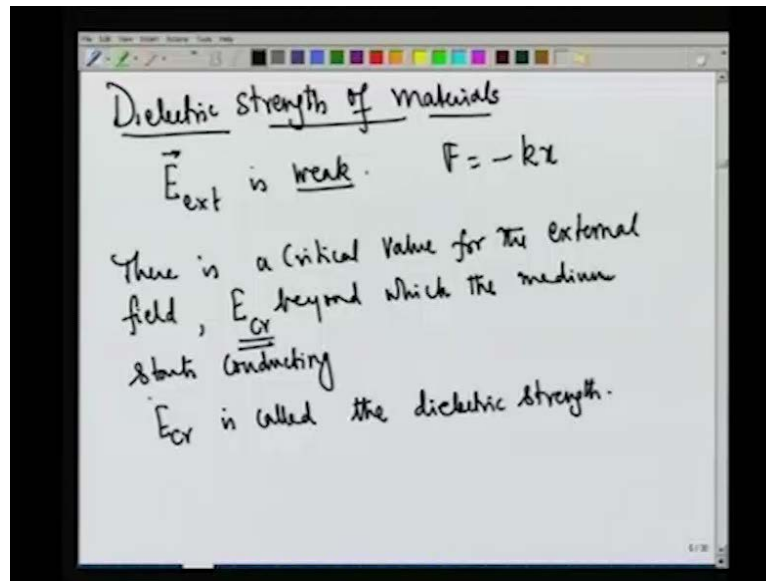 Dielectric strength of materials
E⃗ext is weak. F = -kx
There is a Critical value for the external
field, Ecr beyond which the medium
starts conducting
Ecr is called the dielectric strength.